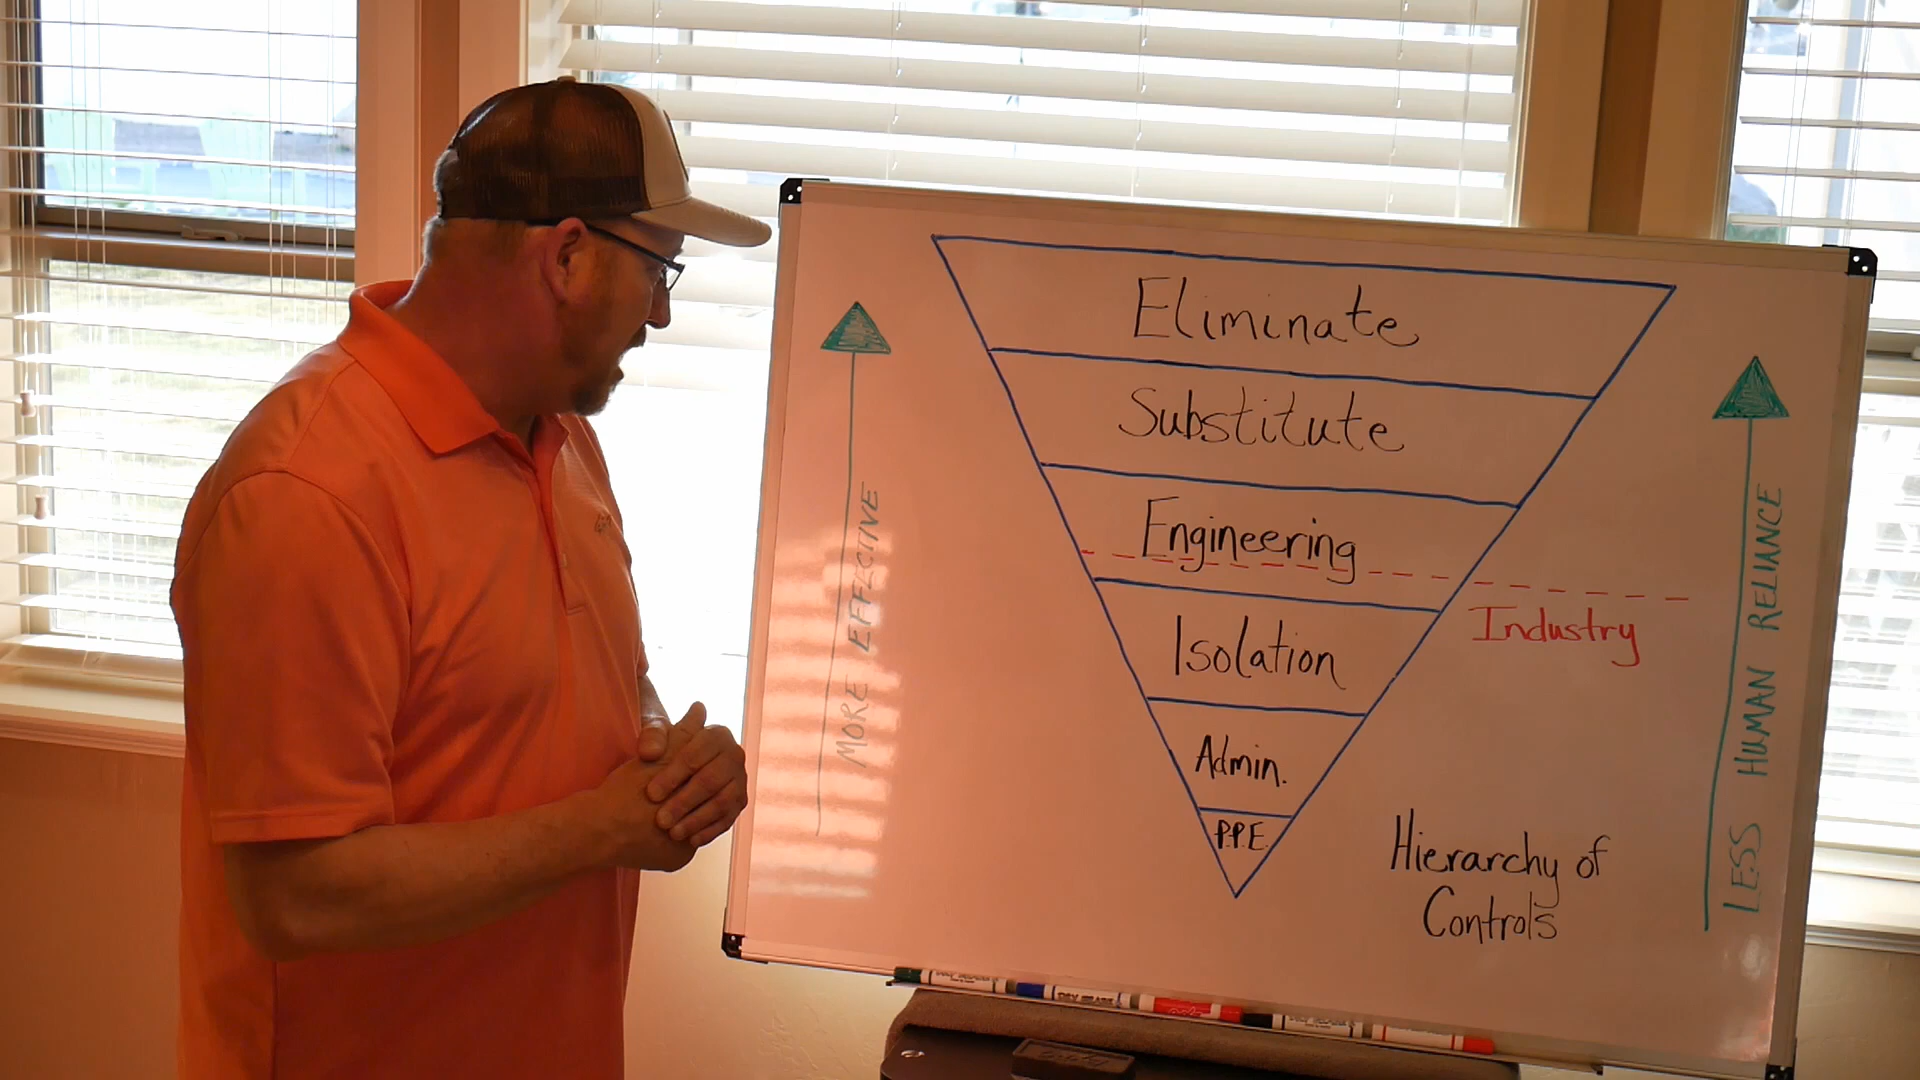 Eliminate
Substitute
Engineering
Industry
Isolation
Admin.
P.P.E.
MORE EFFECTIVE
LESS HUMAN RELIANCE
Hierarchy of
Controls